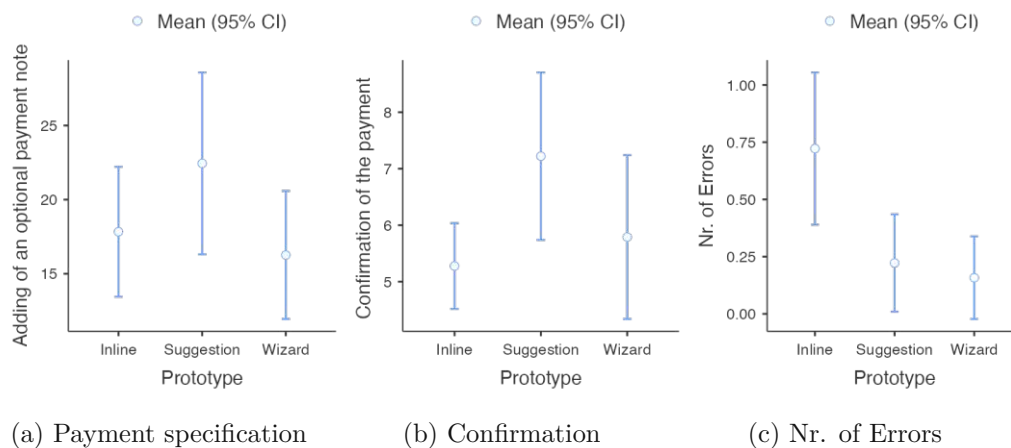 Mean (95% CI)
Adding of an optional payment note
25
20
15
Inline Suggestion Wizard
Prototype
(a) Payment specification
Mean (95% CI)
Confirmation of the payment
8
7
6
5
Inline Suggestion Wizard
Prototype
(b) Confirmation
Mean (95% CI)
Nr. of Errors
1.00
0.75
0.50
0.25
0.00
Inline Suggestion Wizard
Prototype
(c) Nr. of Errors